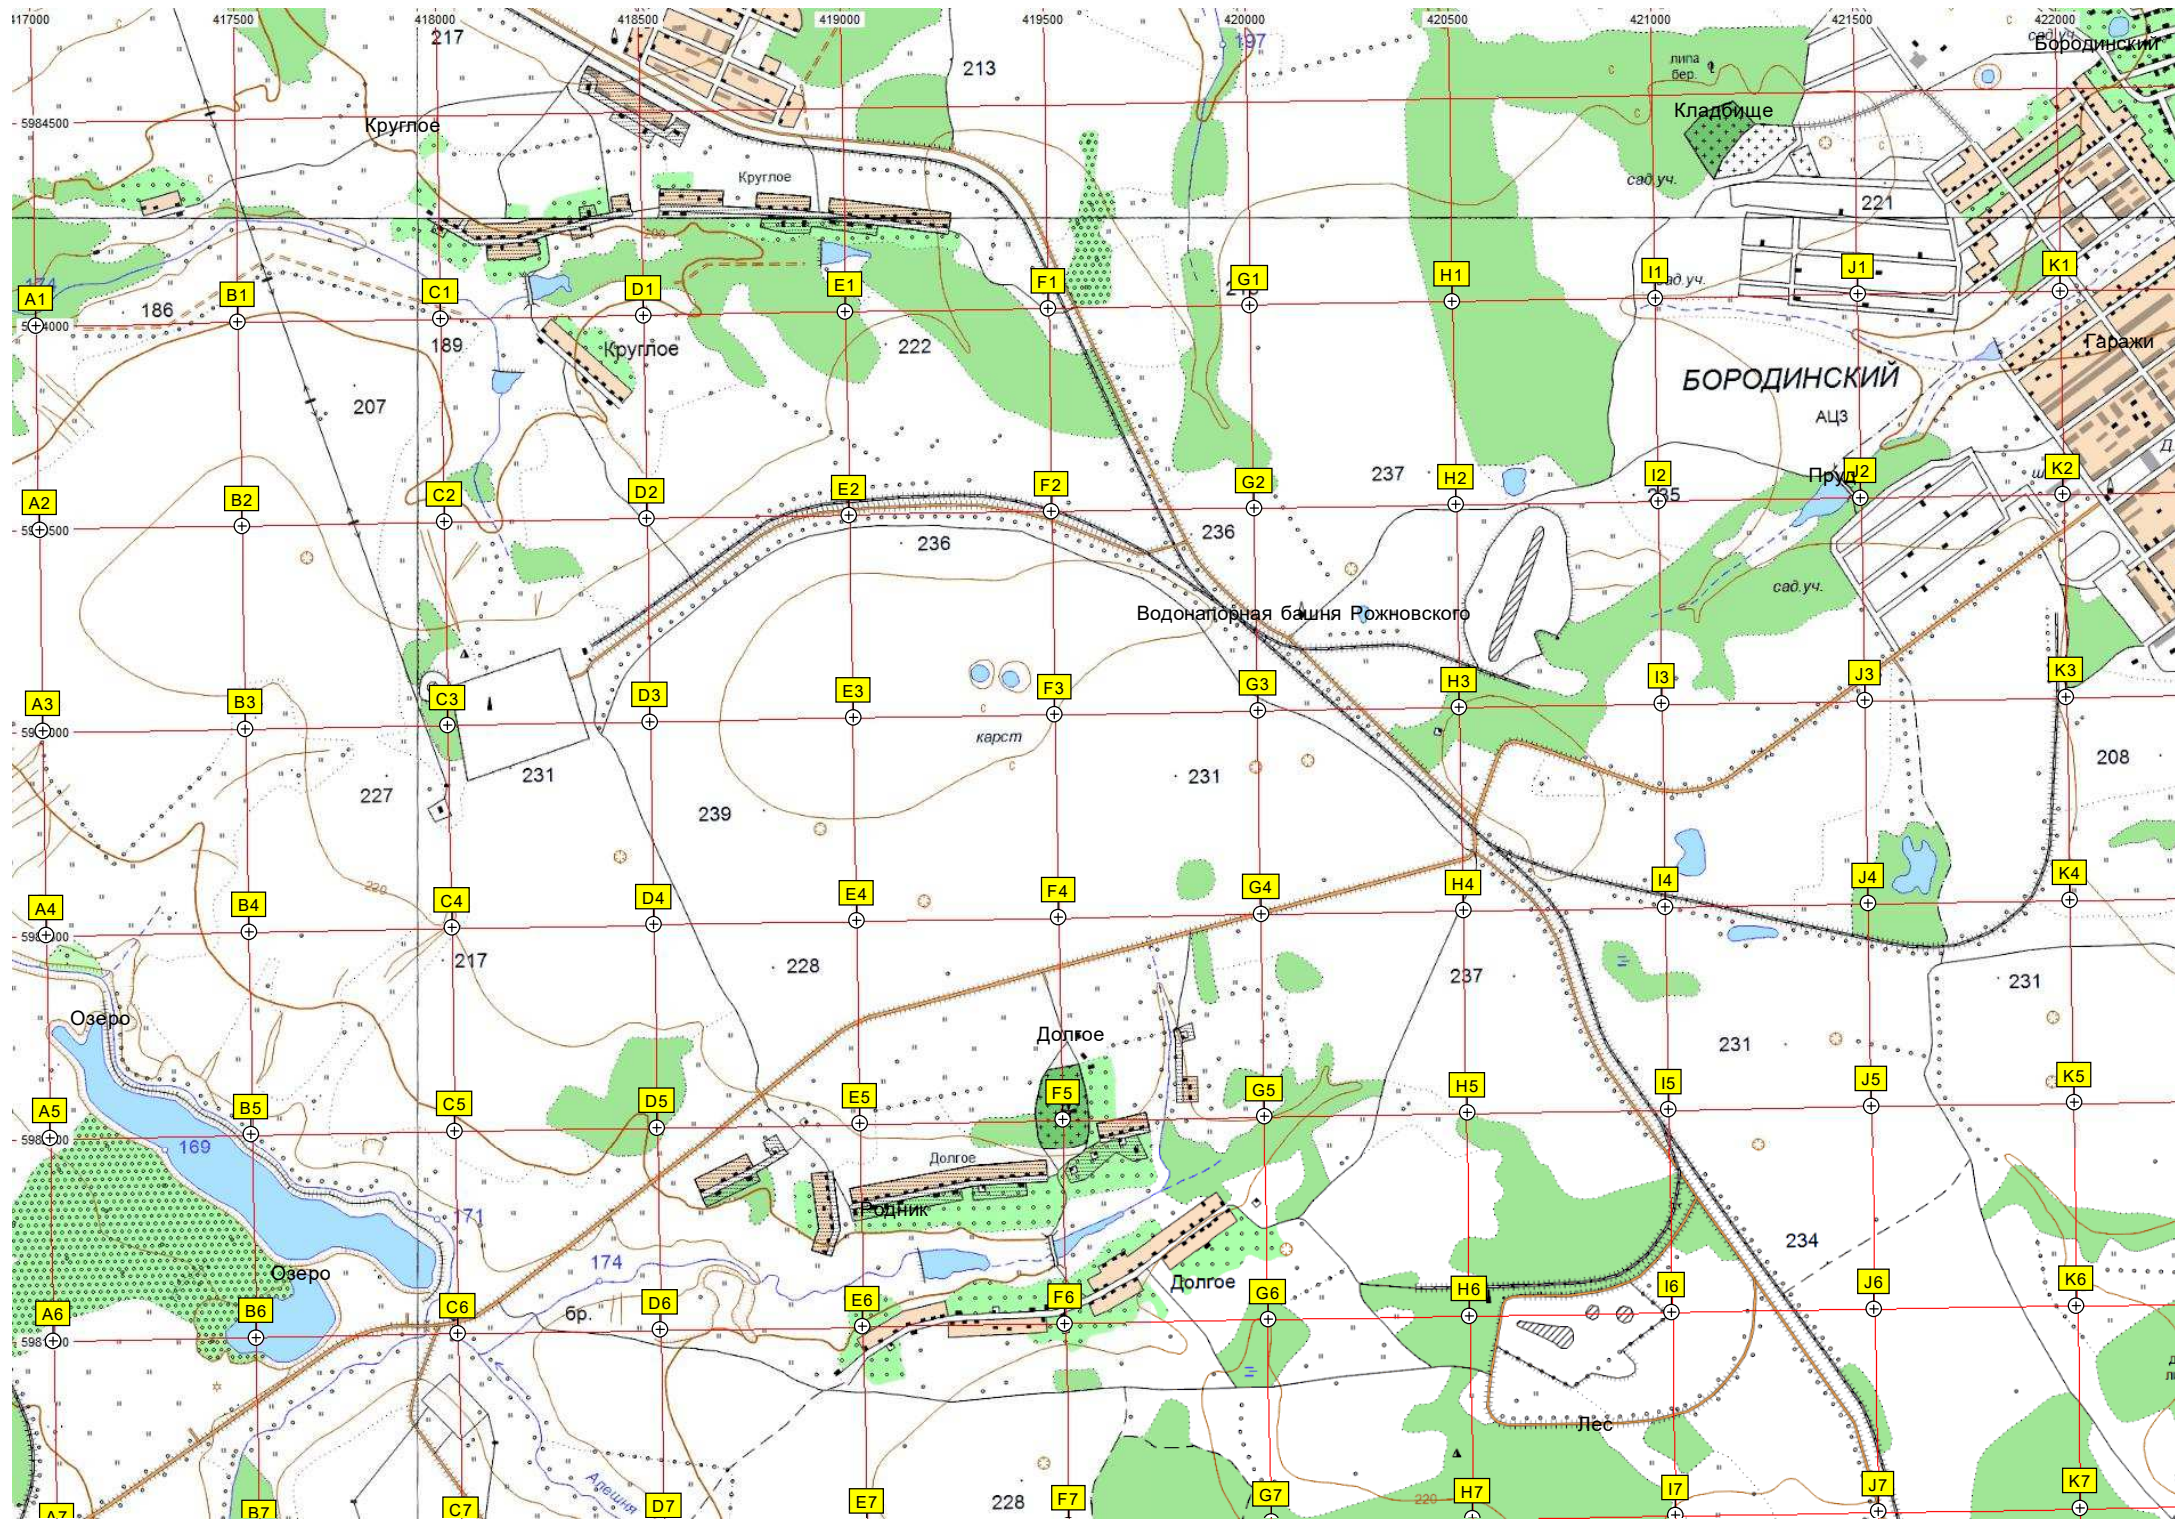 417000 417500 418000 418500 419000 419500 420000 420500 421000 421500 422000
217
213
197
липа
бер.
сад.уч.
Бородинский
5984500
Круглое
Кладбище
Круглое
сад.уч.
221
A1 B1 C1 D1 E1 F1 G1 H1 I1 J1 K1
186
189
Круглое
222
207
БОРОДИНСКИЙ
АЦЗ
Гаражи
237
235
Пруд
A2 B2 C2 D2 E2 F2 G2 H2 I2 J2 K2
236
236
сад.уч.
Водонапорная башня Рожновского
A3 B3 C3 D3 E3 F3 G3 H3 I3 J3 K3
карст
231
231
208
227
239
220
A4 B4 C4 D4 E4 F4 G4 H4 I4 J4 K4
217
228
237
231
Озеро
Долгое
231
A5 B5 C5 D5 E5 F5 G5 H5 I5 J5 K5
169
Долгое
171
Родник
174
234
Озеро
Долгое
бр.
A6 B6 C6 D6 E6 F6 G6 H6 I6 J6 K6
Лес
Апешня
228
220
A7 B7 C7 D7 E7 F7 G7 H7 I7 J7 K7